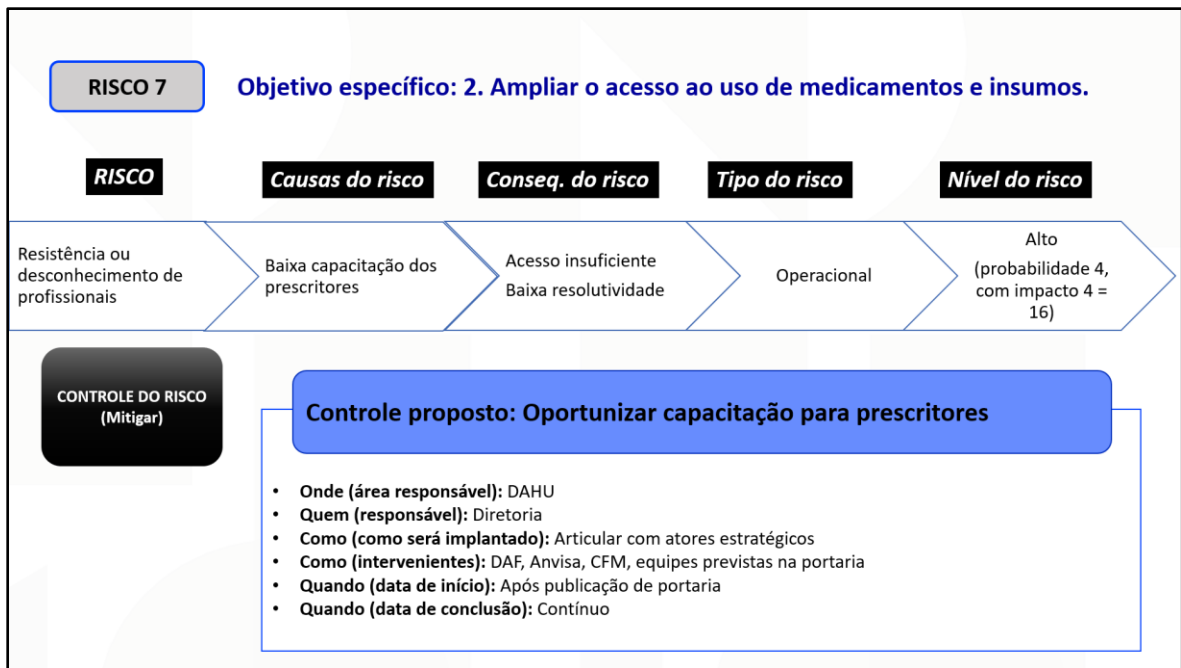 RISCO 7
Objetivo específico: 2. Ampliar o acesso ao uso de medicamentos e insumos.
RISCO
Causas do risco
Conseq. do risco
Tipo do risco
Nível do risco
Resistência ou
desconhecimento de
profissionais
Baixa capacitação dos
prescritores
Acesso insuficiente
Baixa resolutividade
Operacional
Alto
(probabilidade 4,
com impacto 4 =
16)
CONTROLE DO RISCO
(Mitigar)
Controle proposto: Oportunizar capacitação para prescritores
• Onde (área responsável): DAHU
• Quem (responsável): Diretoria
• Como (como será implantado): Articular com atores estratégicos
• Como (intervenientes): DAF, Anvisa, CFM, equipes previstas na portaria
• Quando (data de início): Após publicação de portaria
• Quando (data de conclusão): Contínuo